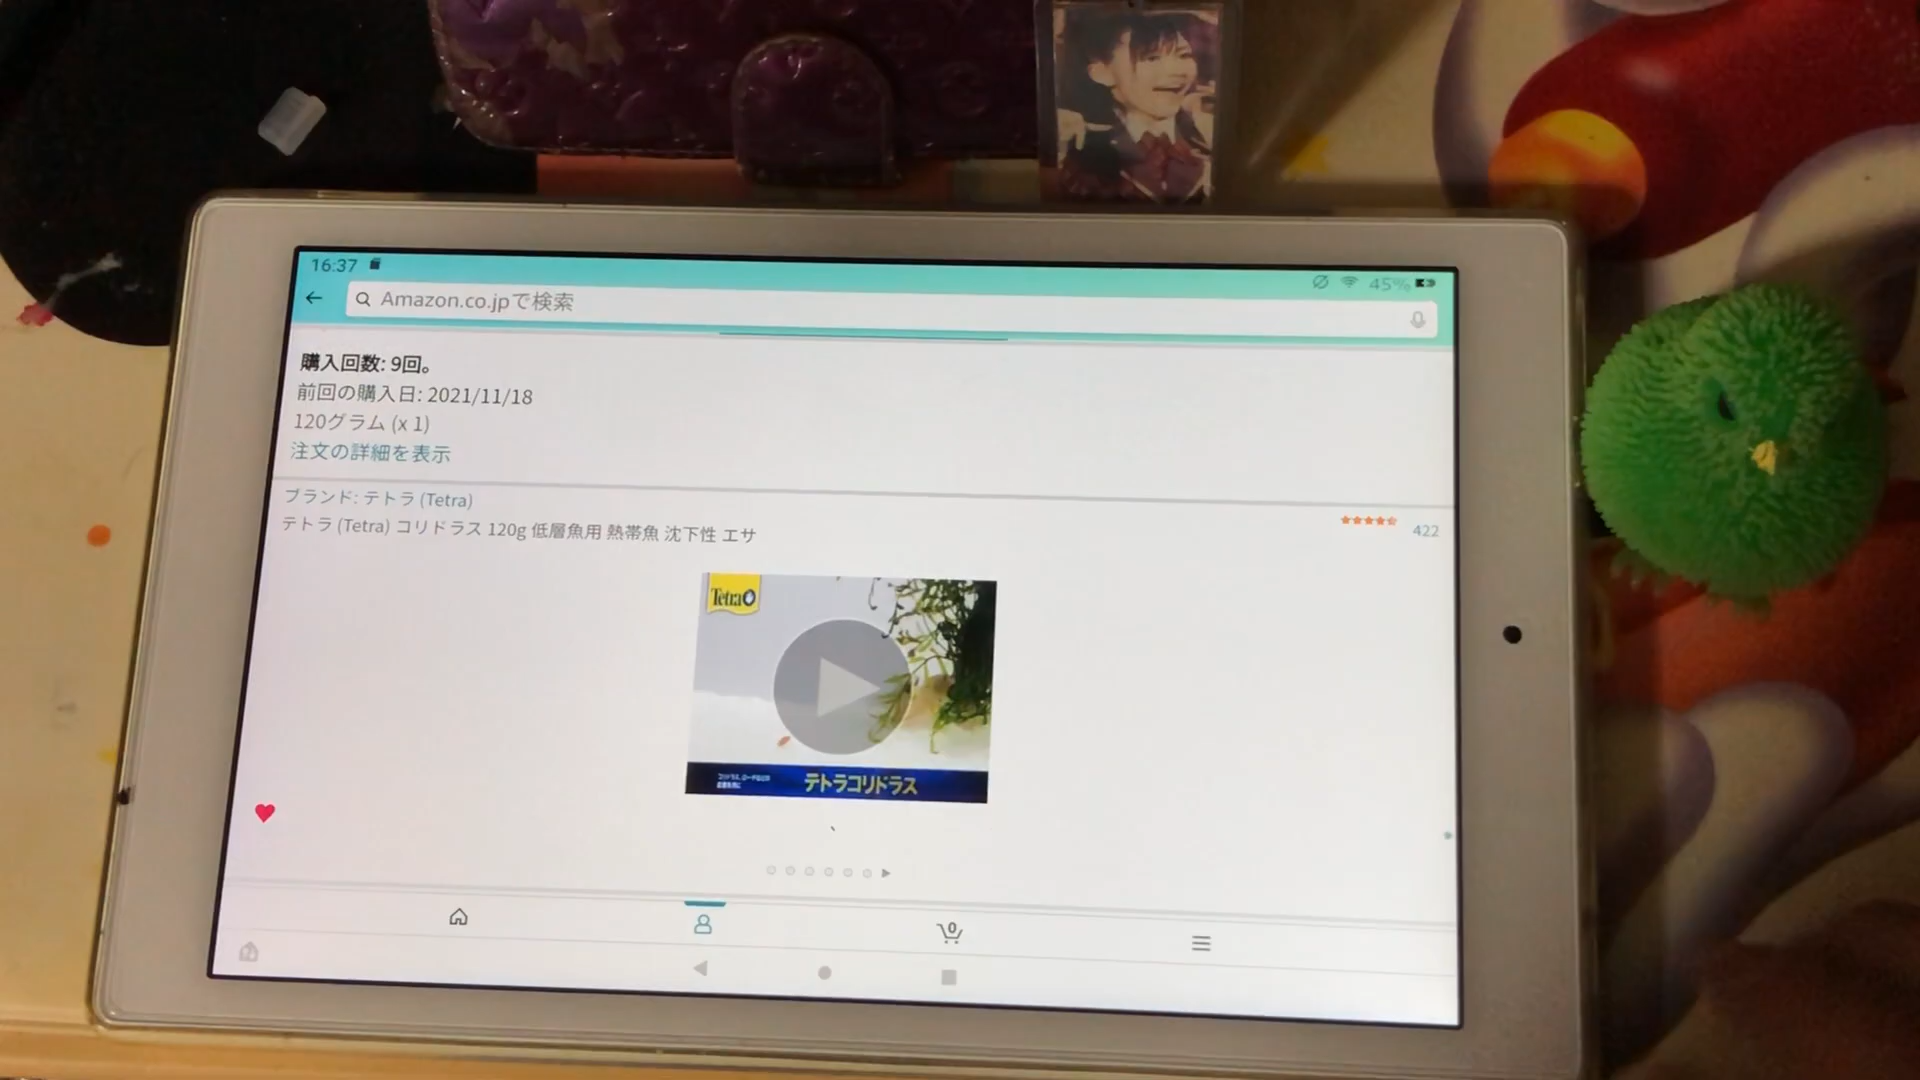 16:37
45%
Amazon.co.jpで検索
購入回数: 9回。
前回の購入日: 2021/11/18
120グラム (x 1)
注文の詳細を表示
ブランド: テトラ (Tetra)
テトラ (Tetra) コリドラス 120g 低層魚用 熱帯魚 沈下性 エサ
422
Tetra
テトラコリドラス
0